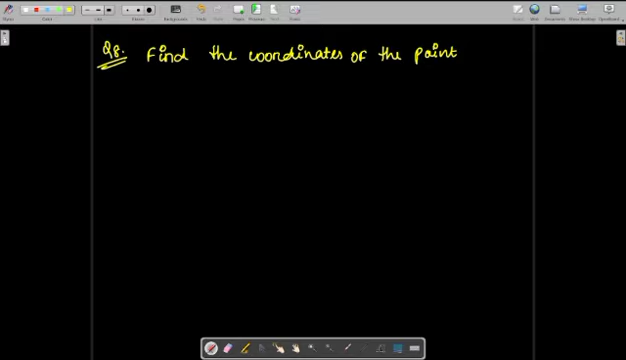 Q8. Find the coordinates of the point